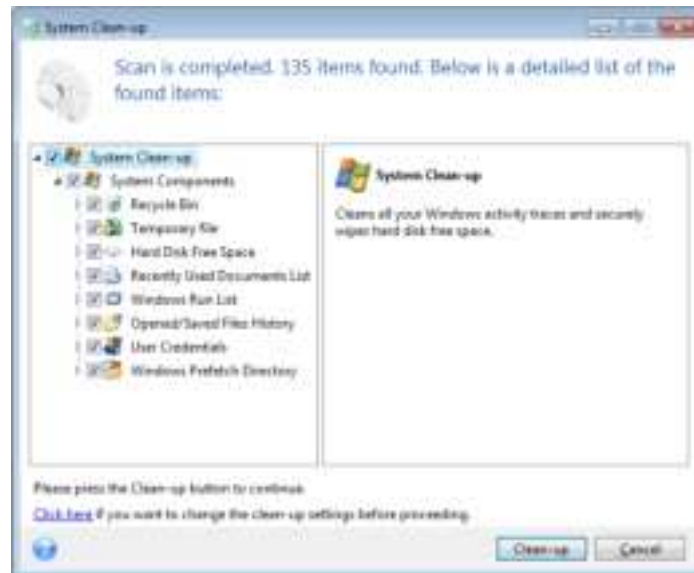 System Clean-up
Scan is completed. 135 items found. Below is a detailed list of the
found items:
System Clean-up
System Components
Recycle Bin
Temporary file
Hard Disk Free Space
Recently Used Documents List
Windows Run List
Opened/Saved Files History
User Credentials
Windows Prefetch Directory
System Clean-up
Cleans all your Windows activity traces and securely
wipes hard disk free space.
Please press the Clean-up button to continue.
Click here if you want to change the clean-up settings before proceeding.
Clean-up
Cancel